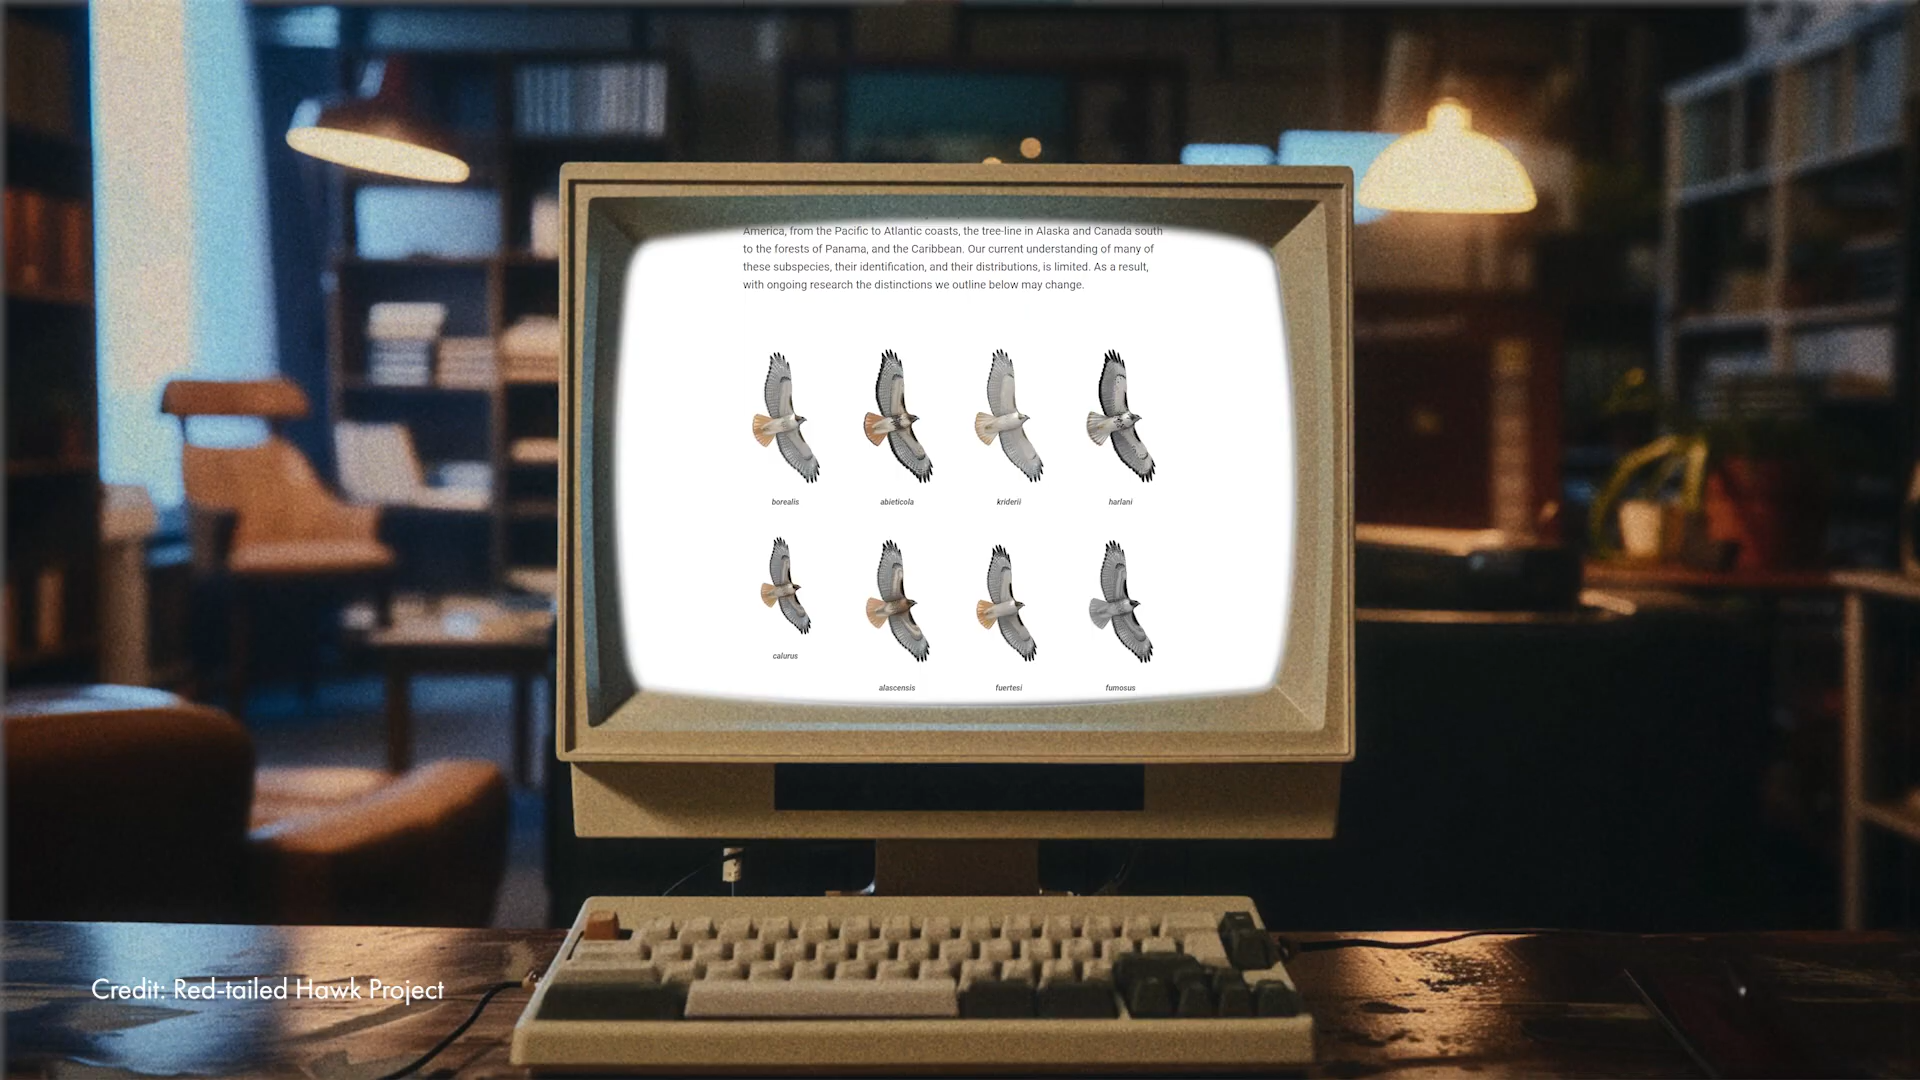 America, from the Pacific to Atlantic coasts, the tree-line in Alaska and Canada south
to the forests of Panama, and the Caribbean. Our current understanding of many of
these subspecies, their identification, and their distributions, is limited. As a result,
with ongoing research the distinctions we outline below may change.
borealis
abieticola
kriderii
harlani
calurus
alascensis
fuertesi
fumosus
Credit: Red-tailed Hawk Project